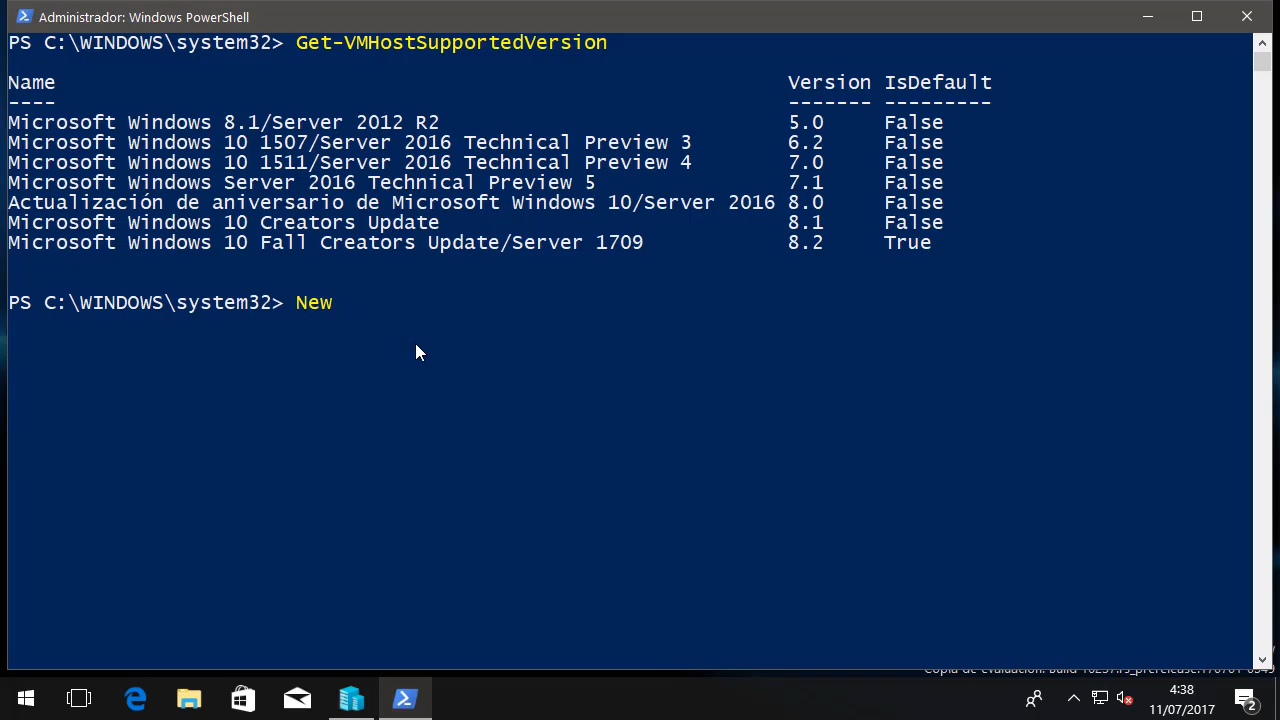 Administrador: Windows PowerShell
PS C:\WINDOWS\system32> Get-VMHostSupportedVersion
Name Version IsDefault
---- ------- ---------
Microsoft Windows 8.1/Server 2012 R2 5.0 False
Microsoft Windows 10 1507/Server 2016 Technical Preview 3 6.2 False
Microsoft Windows 10 1511/Server 2016 Technical Preview 4 7.0 False
Microsoft Windows Server 2016 Technical Preview 5 7.1 False
Actualización de aniversario de Microsoft Windows 10/Server 2016 8.0 False
Microsoft Windows 10 Creators Update 8.1 False
Microsoft Windows 10 Fall Creators Update/Server 1709 8.2 True
PS C:\WINDOWS\system32> New
Copia de evaluación. Build
4:38
11/07/2017
2